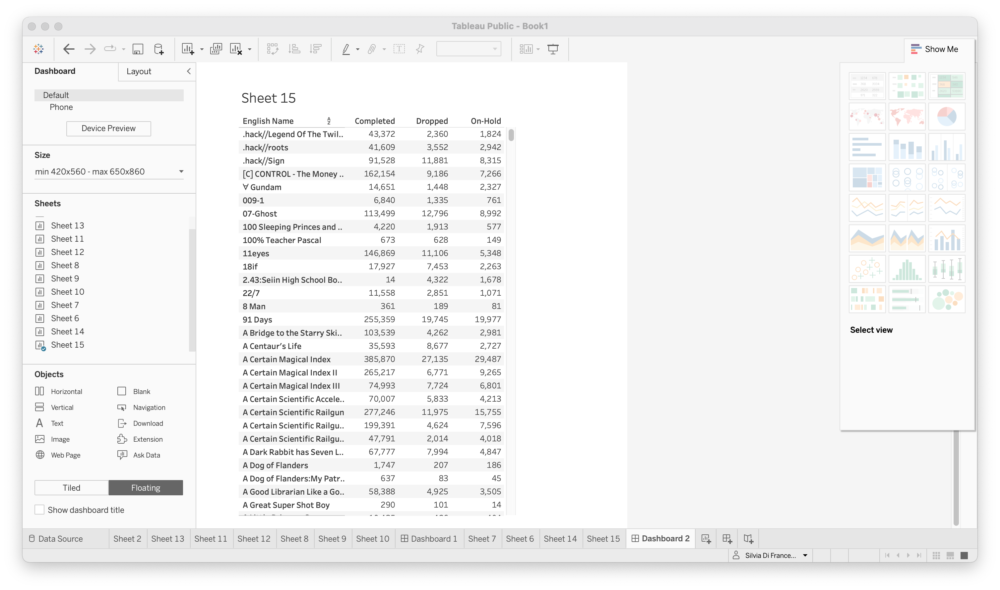 Tableau Public - Book1
Show Me
Dashboard
Layout
Default
Phone
Device Preview
Size
min 420x560 - max 650x860
Sheets
Sheet 13
Sheet 11
Sheet 12
Sheet 8
Sheet 9
Sheet 10
Sheet 7
Sheet 6
Sheet 14
Sheet 15
Objects
Horizontal Blank
Vertical Navigation
Text Download
Image Extension
Web Page Ask Data
Tiled Floating
Show dashboard title
Sheet 15
English Name Completed Dropped On-Hold
.hack//Legend Of The Twil.. 43,372 2,360 1,824
.hack//roots 41,609 3,552 2,942
.hack//Sign 91,528 11,881 8,315
[C] CONTROL - The Money .. 162,154 9,186 7,266
∀ Gundam 14,651 1,448 2,327
009-1 6,840 1,335 761
07-Ghost 113,499 12,796 8,992
100 Sleeping Princes and .. 4,220 1,913 577
100% Teacher Pascal 673 628 149
11eyes 146,869 11,106 5,348
18if 17,927 7,453 2,263
2.43:Seiin High School Bo.. 14 4,322 1,678
22/7 11,558 2,851 1,071
8 Man 361 189 81
91 Days 255,359 19,745 19,977
A Bridge to the Starry Ski.. 103,539 4,262 2,981
A Centaur’s Life 35,593 8,677 2,727
A Certain Magical Index 385,870 27,135 29,487
A Certain Magical Index II 265,217 6,771 9,265
A Certain Magical Index III 74,993 7,724 6,801
A Certain Scientific Accele.. 70,007 5,833 4,213
A Certain Scientific Railgun 277,246 11,975 15,755
A Certain Scientific Railgu.. 199,391 4,624 7,596
A Certain Scientific Railgu.. 47,791 2,014 4,018
A Dark Rabbit has Seven L.. 67,777 7,994 4,847
A Dog of Flanders 1,747 207 186
A Dog of Flanders:My Patr.. 637 83 45
A Good Librarian Like a Go.. 58,388 4,925 3,505
A Great Super Shot Boy 290 101 14
Select view
Data Source Sheet 2 Sheet 13 Sheet 11 Sheet 12 Sheet 8 Sheet 9 Sheet 10 Dashboard 1 Sheet 7 Sheet 6 Sheet 14 Sheet 15 Dashboard 2
Silvia Di France...